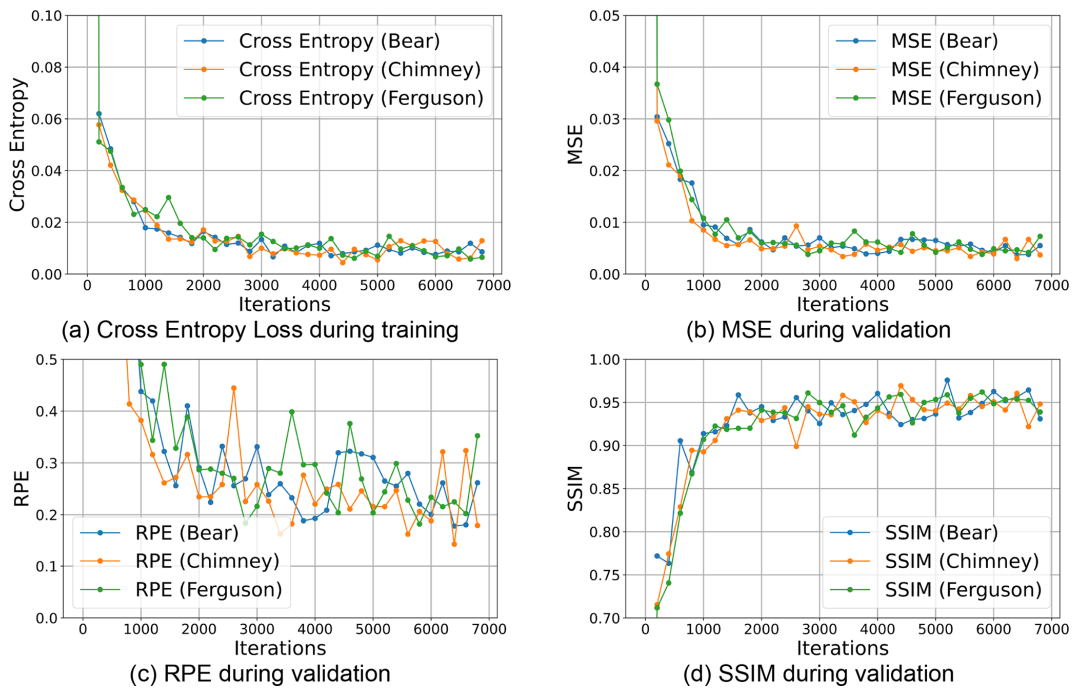 0.10
0.08
0.06
0.04
0.02
0.00
Cross Entropy
Cross Entropy (Bear)
Cross Entropy (Chimney)
Cross Entropy (Ferguson)
0 1000 2000 3000 4000 5000 6000 7000
Iterations
(a) Cross Entropy Loss during training
0.05
0.04
0.03
0.02
0.01
0.00
MSE
MSE (Bear)
MSE (Chimney)
MSE (Ferguson)
0 1000 2000 3000 4000 5000 6000 7000
Iterations
(b) MSE during validation
0.5
0.4
0.3
0.2
0.1
0.0
RPE
RPE (Bear)
RPE (Chimney)
RPE (Ferguson)
0 1000 2000 3000 4000 5000 6000 7000
Iterations
(c) RPE during validation
1.00
0.95
0.90
0.85
0.80
0.75
0.70
SSIM
SSIM (Bear)
SSIM (Chimney)
SSIM (Ferguson)
0 1000 2000 3000 4000 5000 6000 7000
Iterations
(d) SSIM during validation